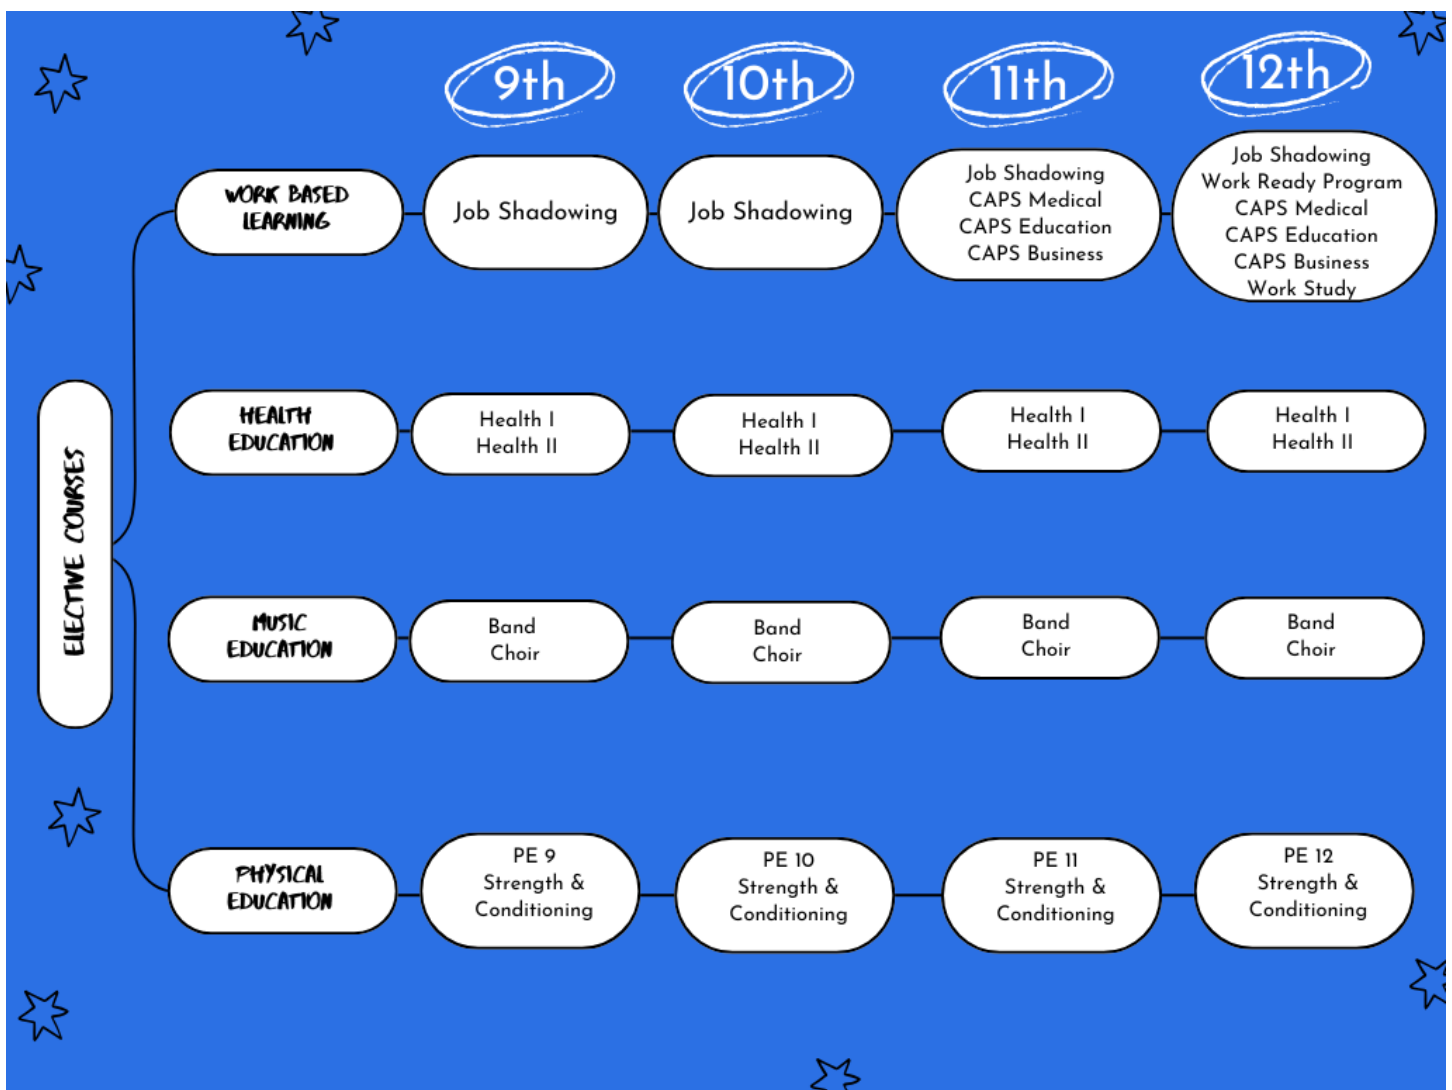 9th
10th
11th
12th
WORK BASED
LEARNING
Job Shadowing
Job Shadowing
Job Shadowing
CAPS Medical
CAPS Education
CAPS Business
Job Shadowing
Work Ready Program
CAPS Medical
CAPS Education
CAPS Business
Work Study
ELECTIVE COURSES
HEALTH
EDUCATION
Health I
Health II
Health I
Health II
Health I
Health II
Health I
Health II
MUSIC
EDUCATION
Band
Choir
Band
Choir
Band
Choir
Band
Choir
PHYSICAL
EDUCATION
PE 9
Strength &
Conditioning
PE 10
Strength &
Conditioning
PE 11
Strength &
Conditioning
PE 12
Strength &
Conditioning